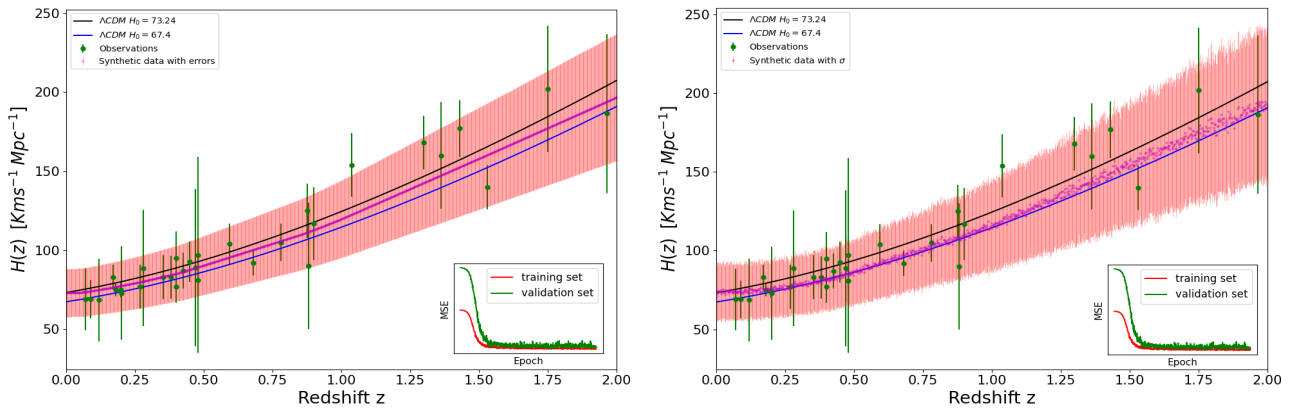 250
200
150
100
50
H(z) [Kms⁻¹ Mpc⁻¹]
ΛCDM H₀ = 73.24
ΛCDM H₀ = 67.4
Observations
Synthetic data with errors
training set
validation set
MSE
Epoch
0.00 0.25 0.50 0.75 1.00 1.25 1.50 1.75 2.00
Redshift z
250
200
150
100
50
H(z) [Kms⁻¹ Mpc⁻¹]
ΛCDM H₀ = 73.24
ΛCDM H₀ = 67.4
Observations
Synthetic data with σ
training set
validation set
MSE
Epoch
0.00 0.25 0.50 0.75 1.00 1.25 1.50 1.75 2.00
Redshift z